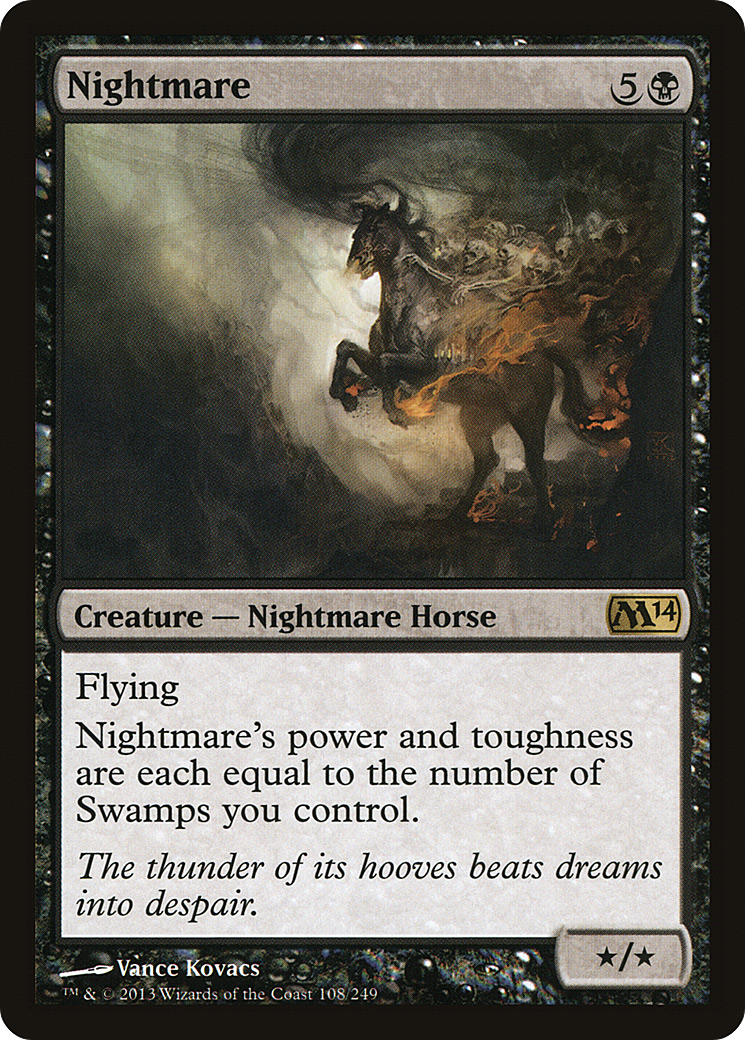 Nightmare 5
Creature — Nightmare Horse M14
Flying
Nightmare's power and toughness
are each equal to the number of
Swamps you control.
The thunder of its hooves beats dreams
into despair.
★/★
Vance Kovacs
™ & © 2013 Wizards of the Coast 108/249